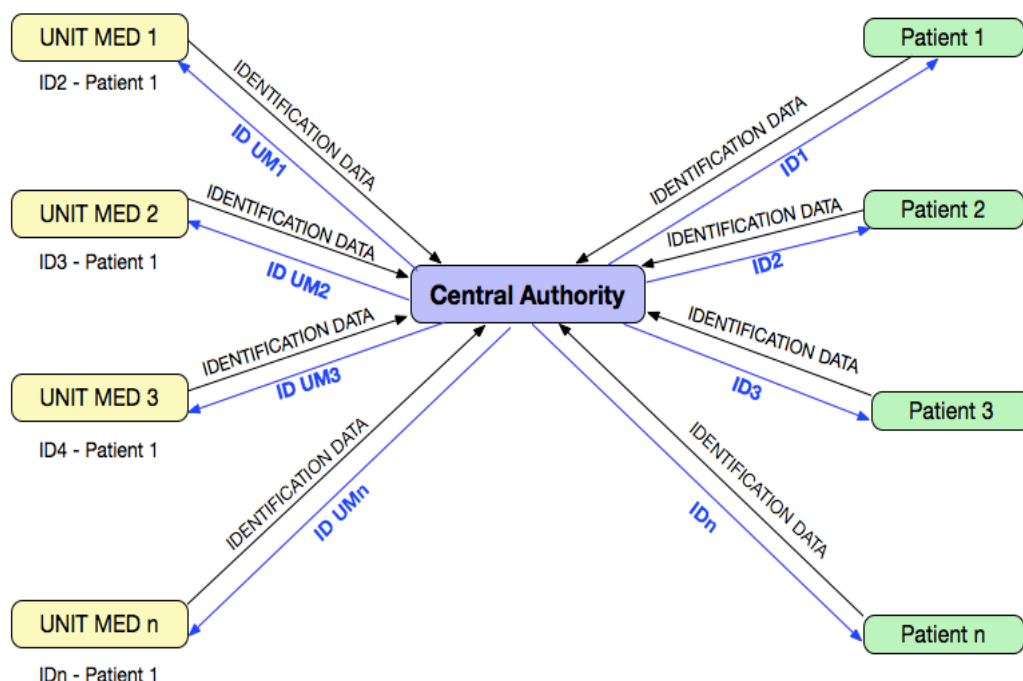 UNIT MED 1
ID2 - Patient 1
IDENTIFICATION DATA
ID UM1
Patient 1
IDENTIFICATION DATA
ID1
UNIT MED 2
ID3 - Patient 1
IDENTIFICATION DATA
ID UM2
Patient 2
IDENTIFICATION DATA
ID2
Central Authority
UNIT MED 3
ID4 - Patient 1
IDENTIFICATION DATA
ID UM3
Patient 3
IDENTIFICATION DATA
ID3
UNIT MED n
IDn - Patient 1
IDENTIFICATION DATA
ID UMn
Patient n
IDENTIFICATION DATA
IDn